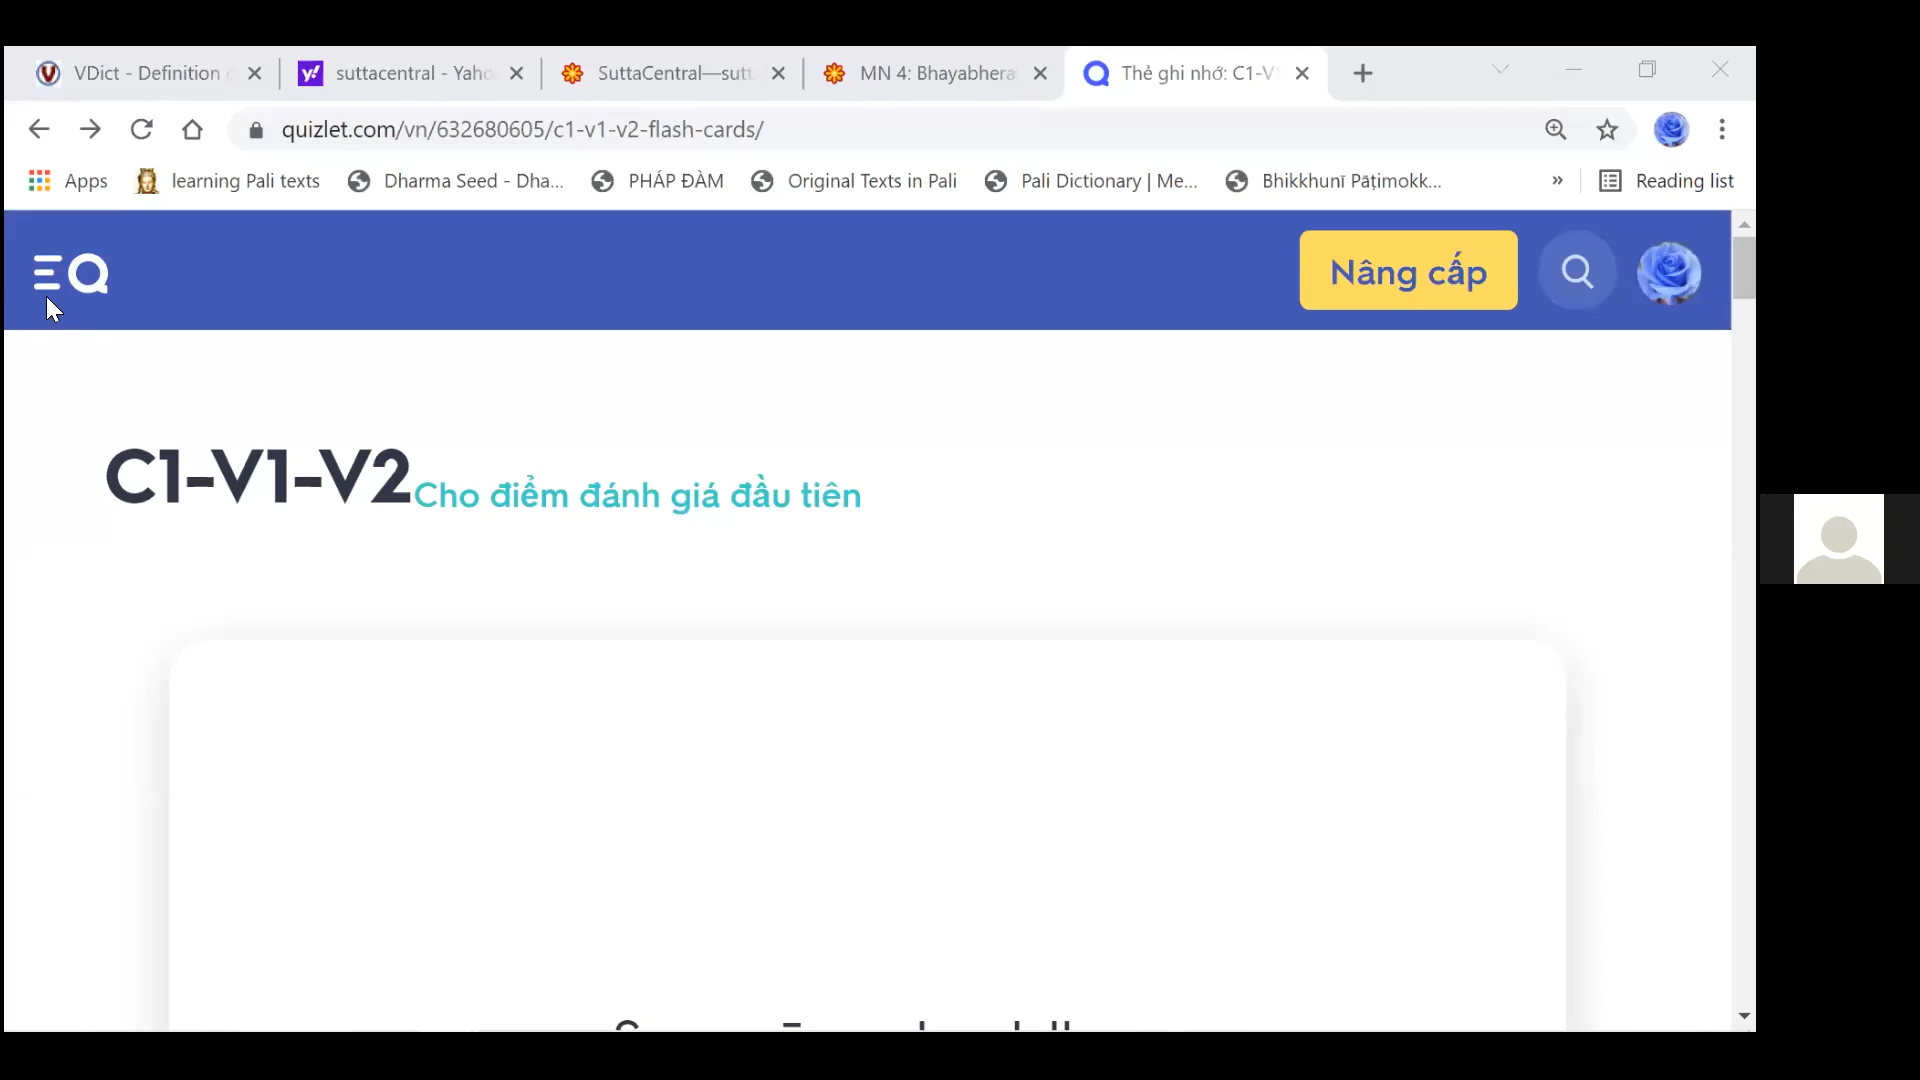 VDict - Definition
suttacentral - Yaho
SuttaCentral—sutt
MN 4: Bhayabhera
Thẻ ghi nhớ: C1-V
quizlet.com/vn/632680605/c1-v1-v2-flash-cards/
Apps
learning Pali texts
Dharma Seed - Dha...
PHÁP ĐÀM
Original Texts in Pali
Pali Dictionary | Me...
Bhikkhunī Pāṭimokk...
»
Reading list
Q
Nâng cấp
C1-V1-V2
Cho điểm đánh giá đầu tiên